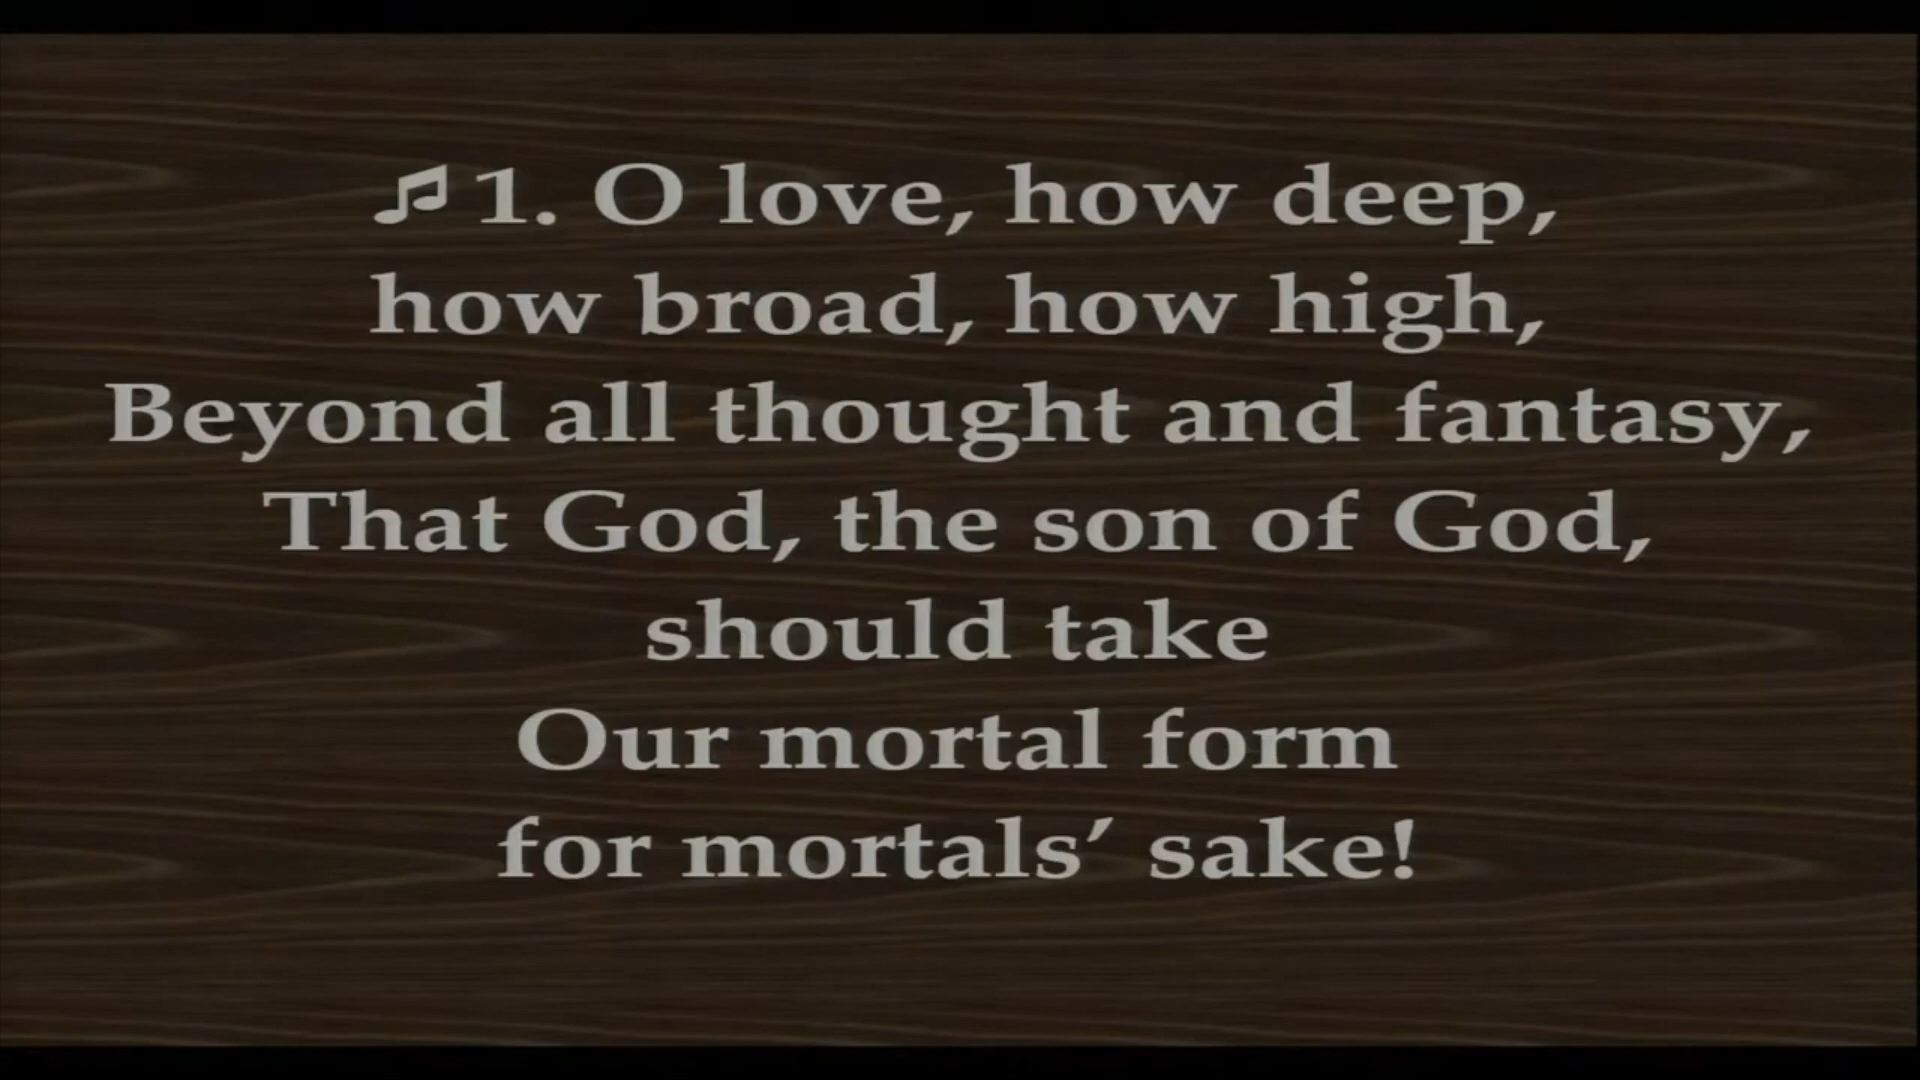 ♫ 1. O love, how deep,
how broad, how high,
Beyond all thought and fantasy,
That God, the son of God,
should take
Our mortal form
for mortals’ sake!